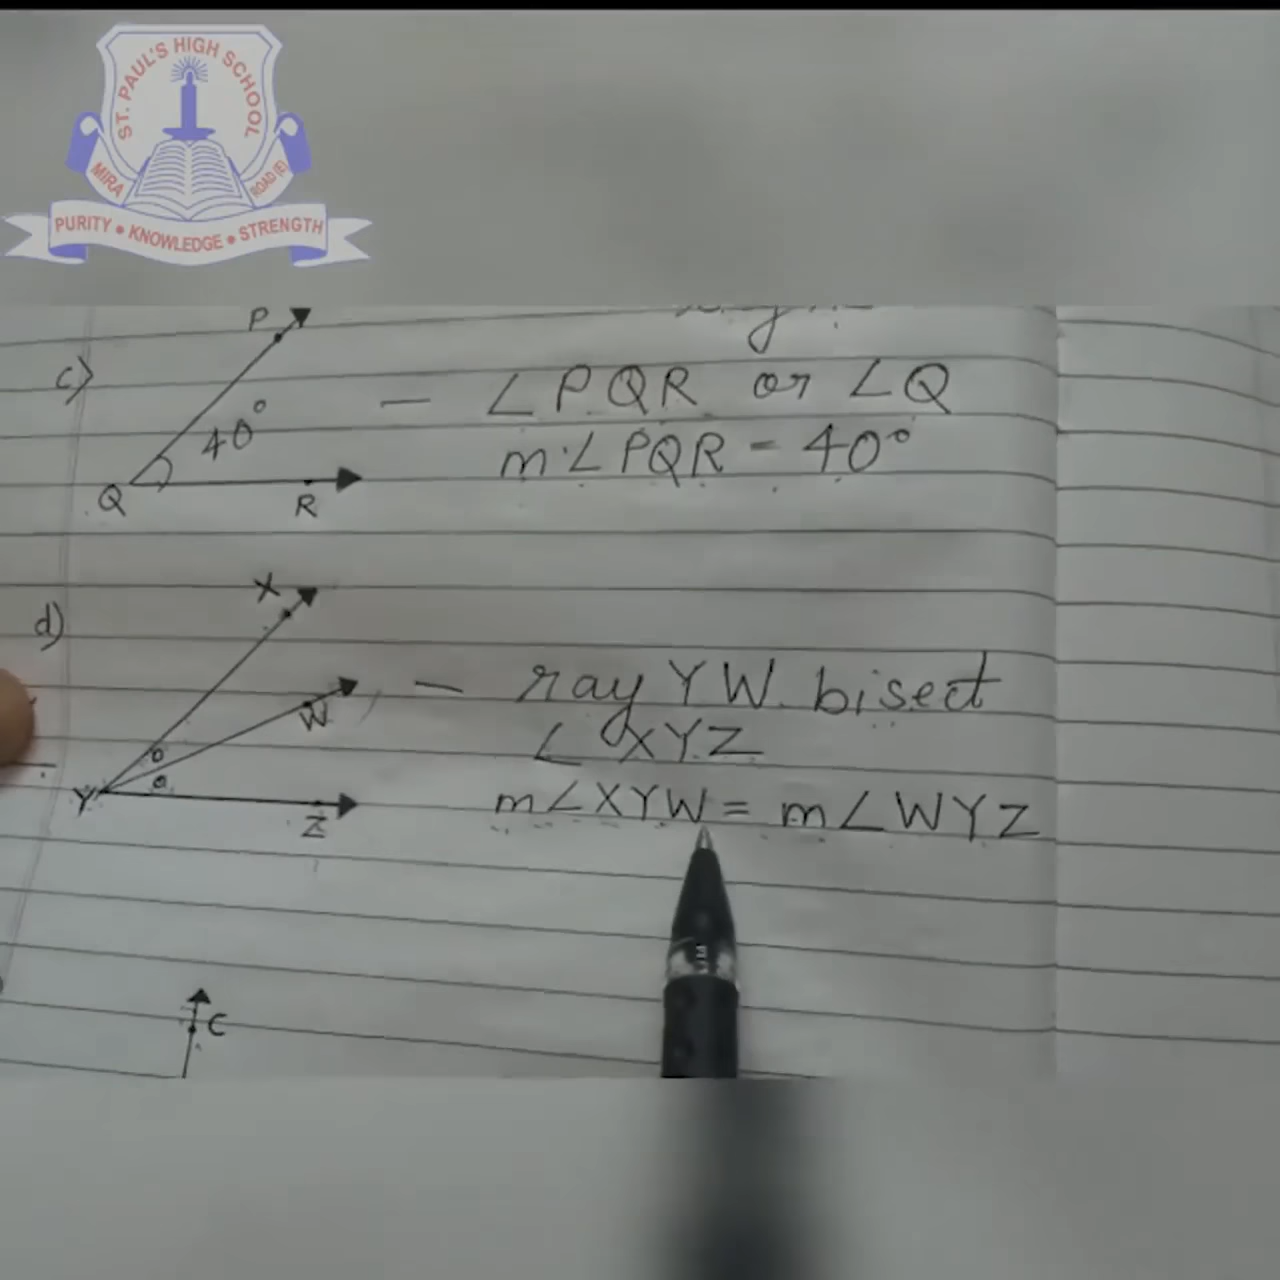 ST. PAUL'S HIGH SCHOOL
MIRA ROAD (E)
PURITY • KNOWLEDGE • STRENGTH
c)
P
40°
Q
R
— ∠PQR or ∠Q
m∠PQR = 40°
d)
X
W
Y
Z
— ray YW bisect
∠XYZ
m∠XYW = m∠WYZ
C